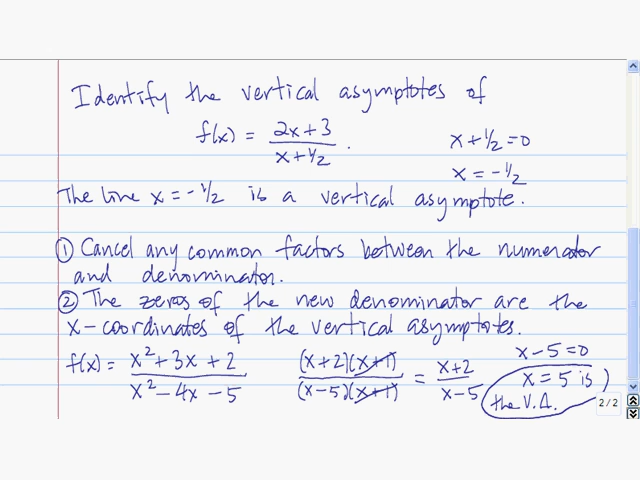 Identify the vertical asymptotes of
f(x) = (2x+3)/(x+1/2).
x+1/2=0
x=-1/2
The line x=-1/2 is a vertical asymptote.
① Cancel any common factors between the numerator
and denominator.
② The zeros of the new denominator are the
x-coordinates of the vertical asymptotes.
f(x) = (x²+3x+2)/(x²-4x-5) (x+2)(x+1)/(x-5)(x+1) = (x+2)/(x-5)
x-5=0
x=5 is
the V.A.
2/2